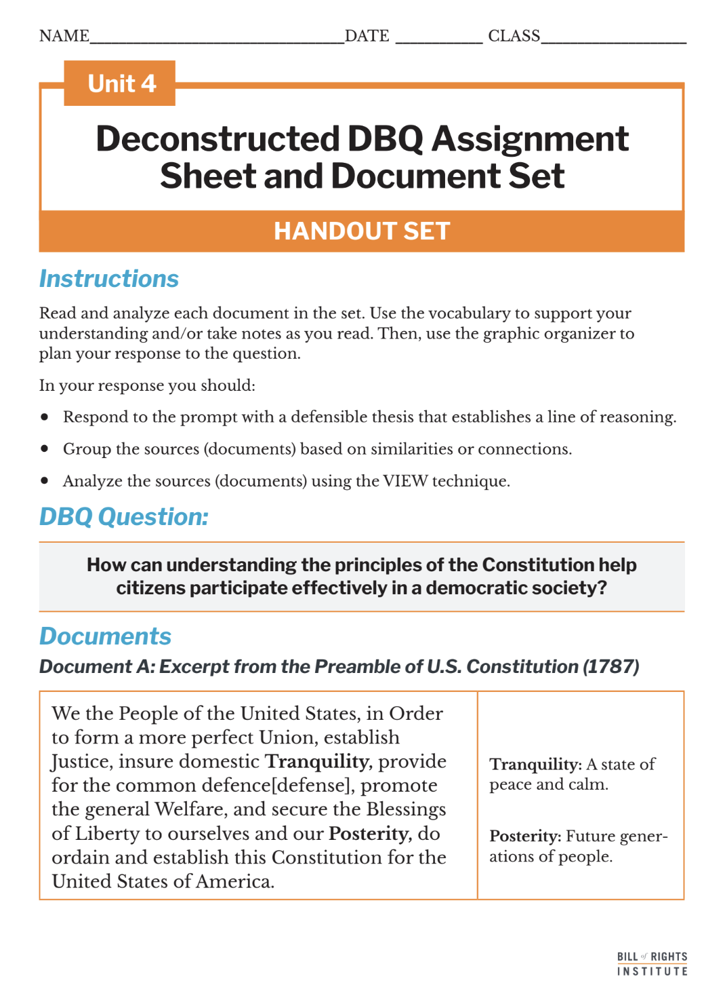 NAME___________________________________DATE ____________ CLASS____________________
Unit 4
Deconstructed DBQ Assignment
Sheet and Document Set
HANDOUT SET
Instructions
Read and analyze each document in the set. Use the vocabulary to support your
understanding and/or take notes as you read. Then, use the graphic organizer to
plan your response to the question.
In your response you should:
• Respond to the prompt with a defensible thesis that establishes a line of reasoning.
• Group the sources (documents) based on similarities or connections.
• Analyze the sources (documents) using the VIEW technique.
DBQ Question:
How can understanding the principles of the Constitution help
citizens participate effectively in a democratic society?
Documents
Document A: Excerpt from the Preamble of U.S. Constitution (1787)
We the People of the United States, in Order
to form a more perfect Union, establish
Justice, insure domestic Tranquility, provide
for the common defence[defense], promote
the general Welfare, and secure the Blessings
of Liberty to ourselves and our Posterity, do
ordain and establish this Constitution for the
United States of America.
Tranquility: A state of
peace and calm.
Posterity: Future gener-
ations of people.
BILL of RIGHTS
INSTITUTE